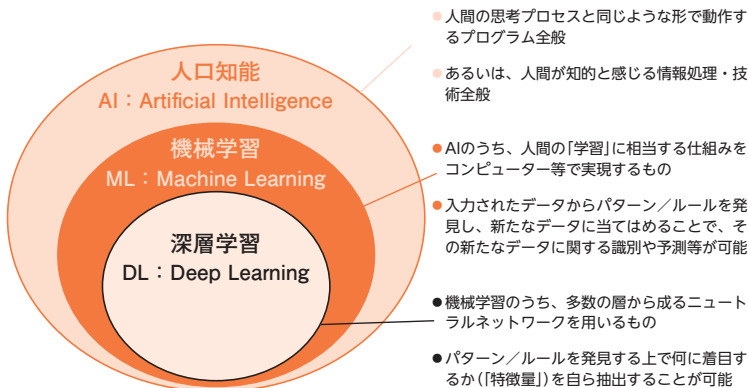 人口知能
AI：Artificial Intelligence
機械学習
ML：Machine Learning
深層学習
DL：Deep Learning
●人間の思考プロセスと同じような形で動作す
るプログラム全般
●あるいは、人間が知的と感じる情報処理・技
術全般
●AIのうち、人間の「学習」に相当する仕組みを
コンピューター等で実現するもの
●入力されたデータからパターン／ルールを発
見し、新たなデータに当てはめることで、そ
の新たなデータに関する識別や予測等が可能
●機械学習のうち、多数の層から成るニュート
ラルネットワークを用いるもの
●パターン／ルールを発見する上で何に着目す
るか（「特徴量」）を自ら抽出することが可能